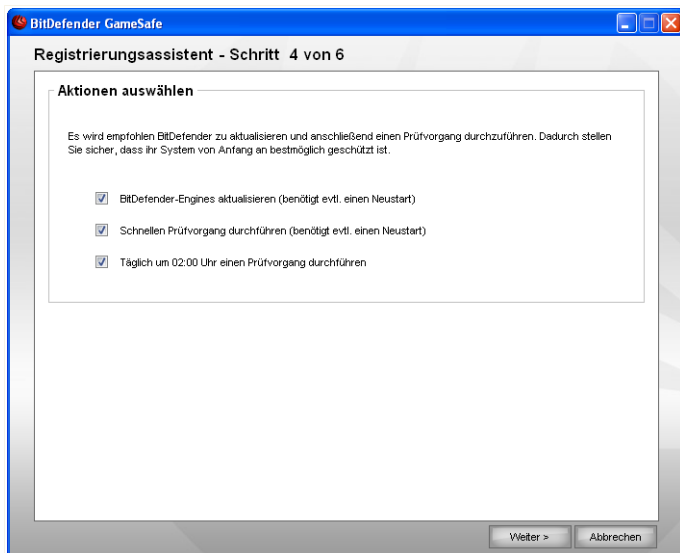 BitDefender GameSafe
Registrierungsassistent - Schritt 4 von 6
Aktionen auswählen
Es wird empfohlen BitDefender zu aktualisieren und anschließend einen Prüfvorgang durchzuführen. Dadurch stellen
Sie sicher, dass ihr System von Anfang an bestmöglich geschützt ist.
BitDefender-Engines aktualisieren (benötigt evtl. einen Neustart)
Schnellen Prüfvorgang durchführen (benötigt evtl. einen Neustart)
Täglich um 02:00 Uhr einen Prüfvorgang durchführen
Weiter > Abbrechen